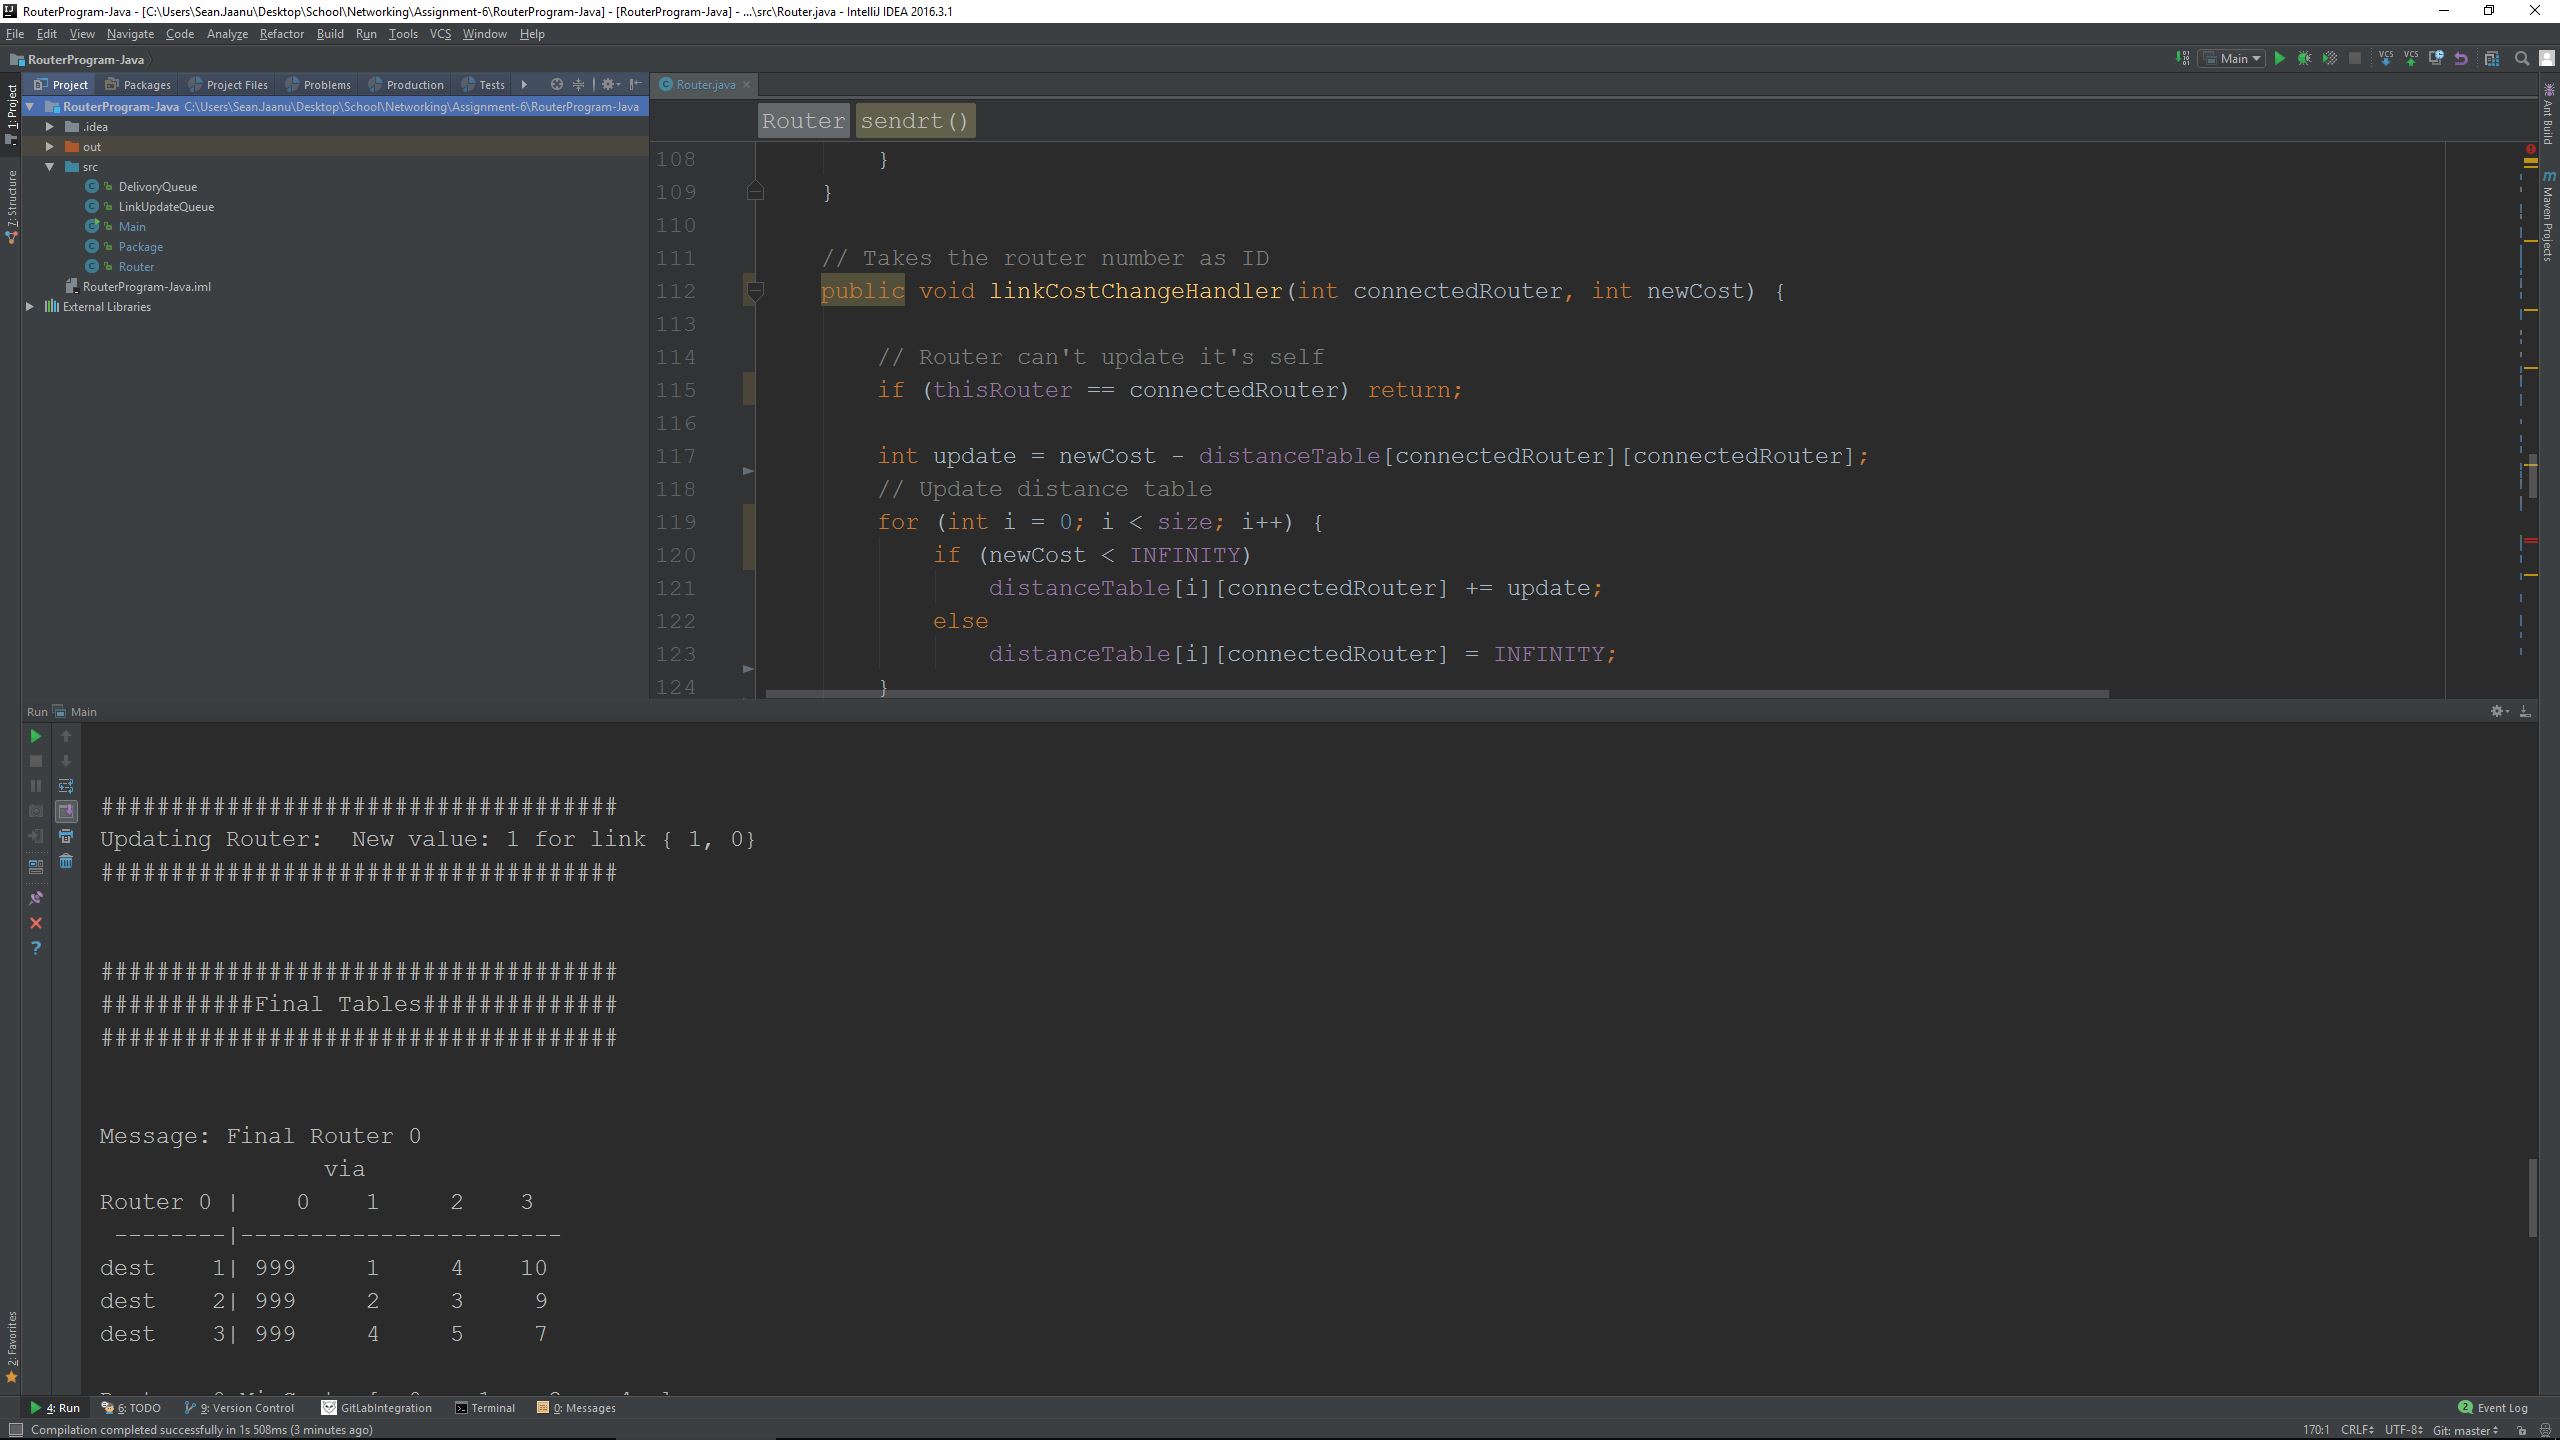 RouterProgram-Java - [C:\Users\Sean.Jaanu\Desktop\School\Networking\Assignment-6\RouterProgram-Java] - [RouterProgram-Java] - ...\src\Router.java - IntelliJ IDEA 2016.3.1
File Edit View Navigate Code Analyze Refactor Build Run Tools VCS Window Help
RouterProgram-Java
Main
VCS VCS
Project Packages Project Files Problems Production Tests
Router.java
RouterProgram-Java C:\Users\Sean.Jaanu\Desktop\School\Networking\Assignment-6\RouterProgram-Java
.idea
out
src
DelivoryQueue
LinkUpdateQueue
Main
Package
Router
RouterProgram-Java.iml
External Libraries
1: Project
7: Structure
2: Favorites
Ant Build
Maven Projects
Router sendrt()
108 }
109 }
110
111 // Takes the router number as ID
112 public void linkCostChangeHandler(int connectedRouter, int newCost) {
113
114 // Router can't update it's self
115 if (thisRouter == connectedRouter) return;
116
117 int update = newCost - distanceTable[connectedRouter][connectedRouter];
118 // Update distance table
119 for (int i = 0; i < size; i++) {
120 if (newCost < INFINITY)
121 distanceTable[i][connectedRouter] += update;
122 else
123 distanceTable[i][connectedRouter] = INFINITY;
124 }
Run Main
#####################################
Updating Router:  New value: 1 for link { 1, 0}
#####################################
#####################################
###########Final Tables##############
#####################################
Message: Final Router 0
via
Router 0 |    0    1     2    3
--------|-----------------------
dest    1| 999     1     4    10
dest    2| 999     2     3     9
dest    3| 999     4     5     7
4: Run 6: TODO 9: Version Control GitLabIntegration Terminal 0: Messages
2 Event Log
Compilation completed successfully in 1s 508ms (3 minutes ago)
170:1 CRLF UTF-8 Git: master